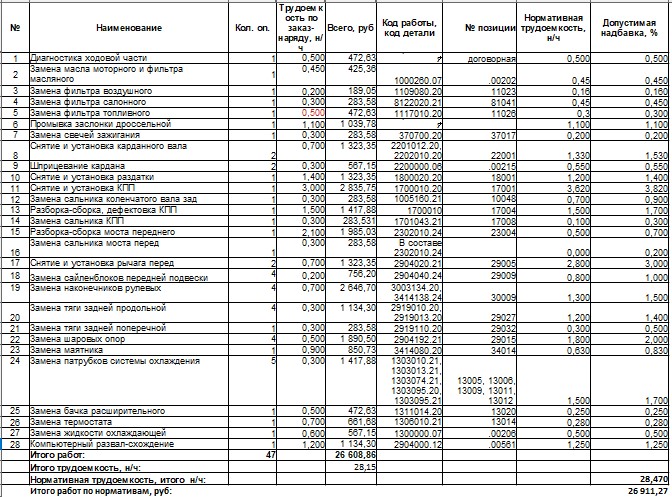 № Наименование Кол. оп. Трудоемкость по заказ-наряду, н/ч Всего, руб Код работы, код детали № позиции Нормативная трудоемкость, н/ч Допустимая надбавка, %
1 Диагностика ходовой части 1 0,500 472,63 договорная 0,500 0,500
2 Замена масла моторного и фильтра масляного 1 0,450 425,36 1000260.07 .00202 0,45 0,450
3 Замена фильтра воздушного 1 0,200 189,05 1109080.20 11023 0,16 0,160
4 Замена фильтра салонного 1 0,300 283,58 8122020.21 81041 0,45 0,450
5 Замена фильтра топливного 1 0,500 472,63 1117010.20 11026 0,3 0,300
6 Промывка заслонки дроссельной 1 1,100 1 039,78 1,100 1,100
7 Замена свечей зажигания 1 0,300 283,58 370700.20 37017 0,200 0,200
8 Снятие и установка карданного вала 2 0,700 1 323,35 2201012.20, 2202010.20 22001 1,330 1,530
9 Шприцевание кардана 2 0,300 567,15 2200000.06 .00215 0,550 0,550
10 Снятие и установка раздатки 1 1,400 1 323,35 1800020.20 18001 1,200 1,400
11 Снятие и установка КПП 1 3,000 2 835,75 1700010.20 17001 3,620 3,820
12 Замена сальника коленчатого вала зад 1 0,300 283,58 1005160.21 10048 0,700 0,900
13 Разборка-сборка, дефектовка КПП 1 1,500 1 417,88 1700010 17004 1,500 1,700
14 Замена сальника КПП 1 0,300 283,531 1701043.21 17008 0,100 0,300
15 Разборка-сборка моста переднего 1 2,100 1 985,03 2302010.24 23004 0,500 0,700
16 Замена сальника моста перед 1 0,300 283,58 В составе 2302010.24 0,000 0,200
17 Снятие и установка рычага перед 2 0,700 1 323,35 2904020.21 29005 2,800 3,000
18 Замена сайленблоков передней подвески 4 0,200 756,20 2904040.24 29009 0,800 1,000
19 Замена наконечников рулевых 4 0,700 2 646,70 3003134.20, 3414138.24 30009 1,300 1,500
20 Замена тяги задней продольной 4 0,300 1 134,30 2919010.20, 2919013.20 29027 1,200 1,400
21 Замена тяги задней поперечной 1 0,300 283,58 2919110.20 29032 0,300 0,500
22 Замена шаровых опор 4 0,500 1 890,50 2904192.21 29015 1,800 2,000
23 Замена маятника 1 0,900 850,73 3414080.20 34014 0,630 0,830
24 Замена патрубков системы охлаждения 5 0,300 1 417,88 1303010.21, 1303013.21, 1303074.21, 1303095.20, 1303095.21 13005, 13006, 13009, 13011, 13012 1,500 1,700
25 Замена бачка расширительного 1 0,500 472,63 1311014.20 13020 0,250 0,250
26 Замена термостата 1 0,700 661,68 1306010.21 13014 0,280 0,280
27 Замена жидкости охлаждающей 1 0,600 567,15 1300000.07 .00206 0,500 0,500
28 Компьютерный развал-схождение 1 1,200 1 134,30 2904000.12 .00561 1,250 1,250
Итого работ: 47 26 608,86
Итого трудоемкость, н/ч: 28,15
Нормативная трудоемкость, итого н/ч: 28,470
Итого работ по нормативам, руб: 26 911,27